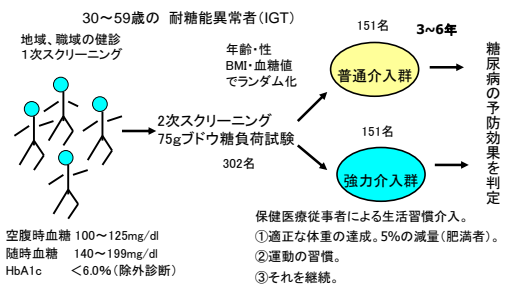 30～59歳の 耐糖能異常者(IGT)
地域、職域の健診
1次スクリーニング
年齢・性
BMI・血糖値
でランダム化
151名
3~6年
普通介入群
2次スクリーニング
75gブドウ糖負荷試験
302名
151名
強力介入群
糖尿病の予防効果を判定
空腹時血糖 100～125mg/dl
随時血糖 140～199mg/dl
HbA1c <6.0%(除外診断)
保健医療従事者による生活習慣介入。
①適正な体重の達成。5%の減量(肥満者)。
②運動の習慣。
③それを継続。